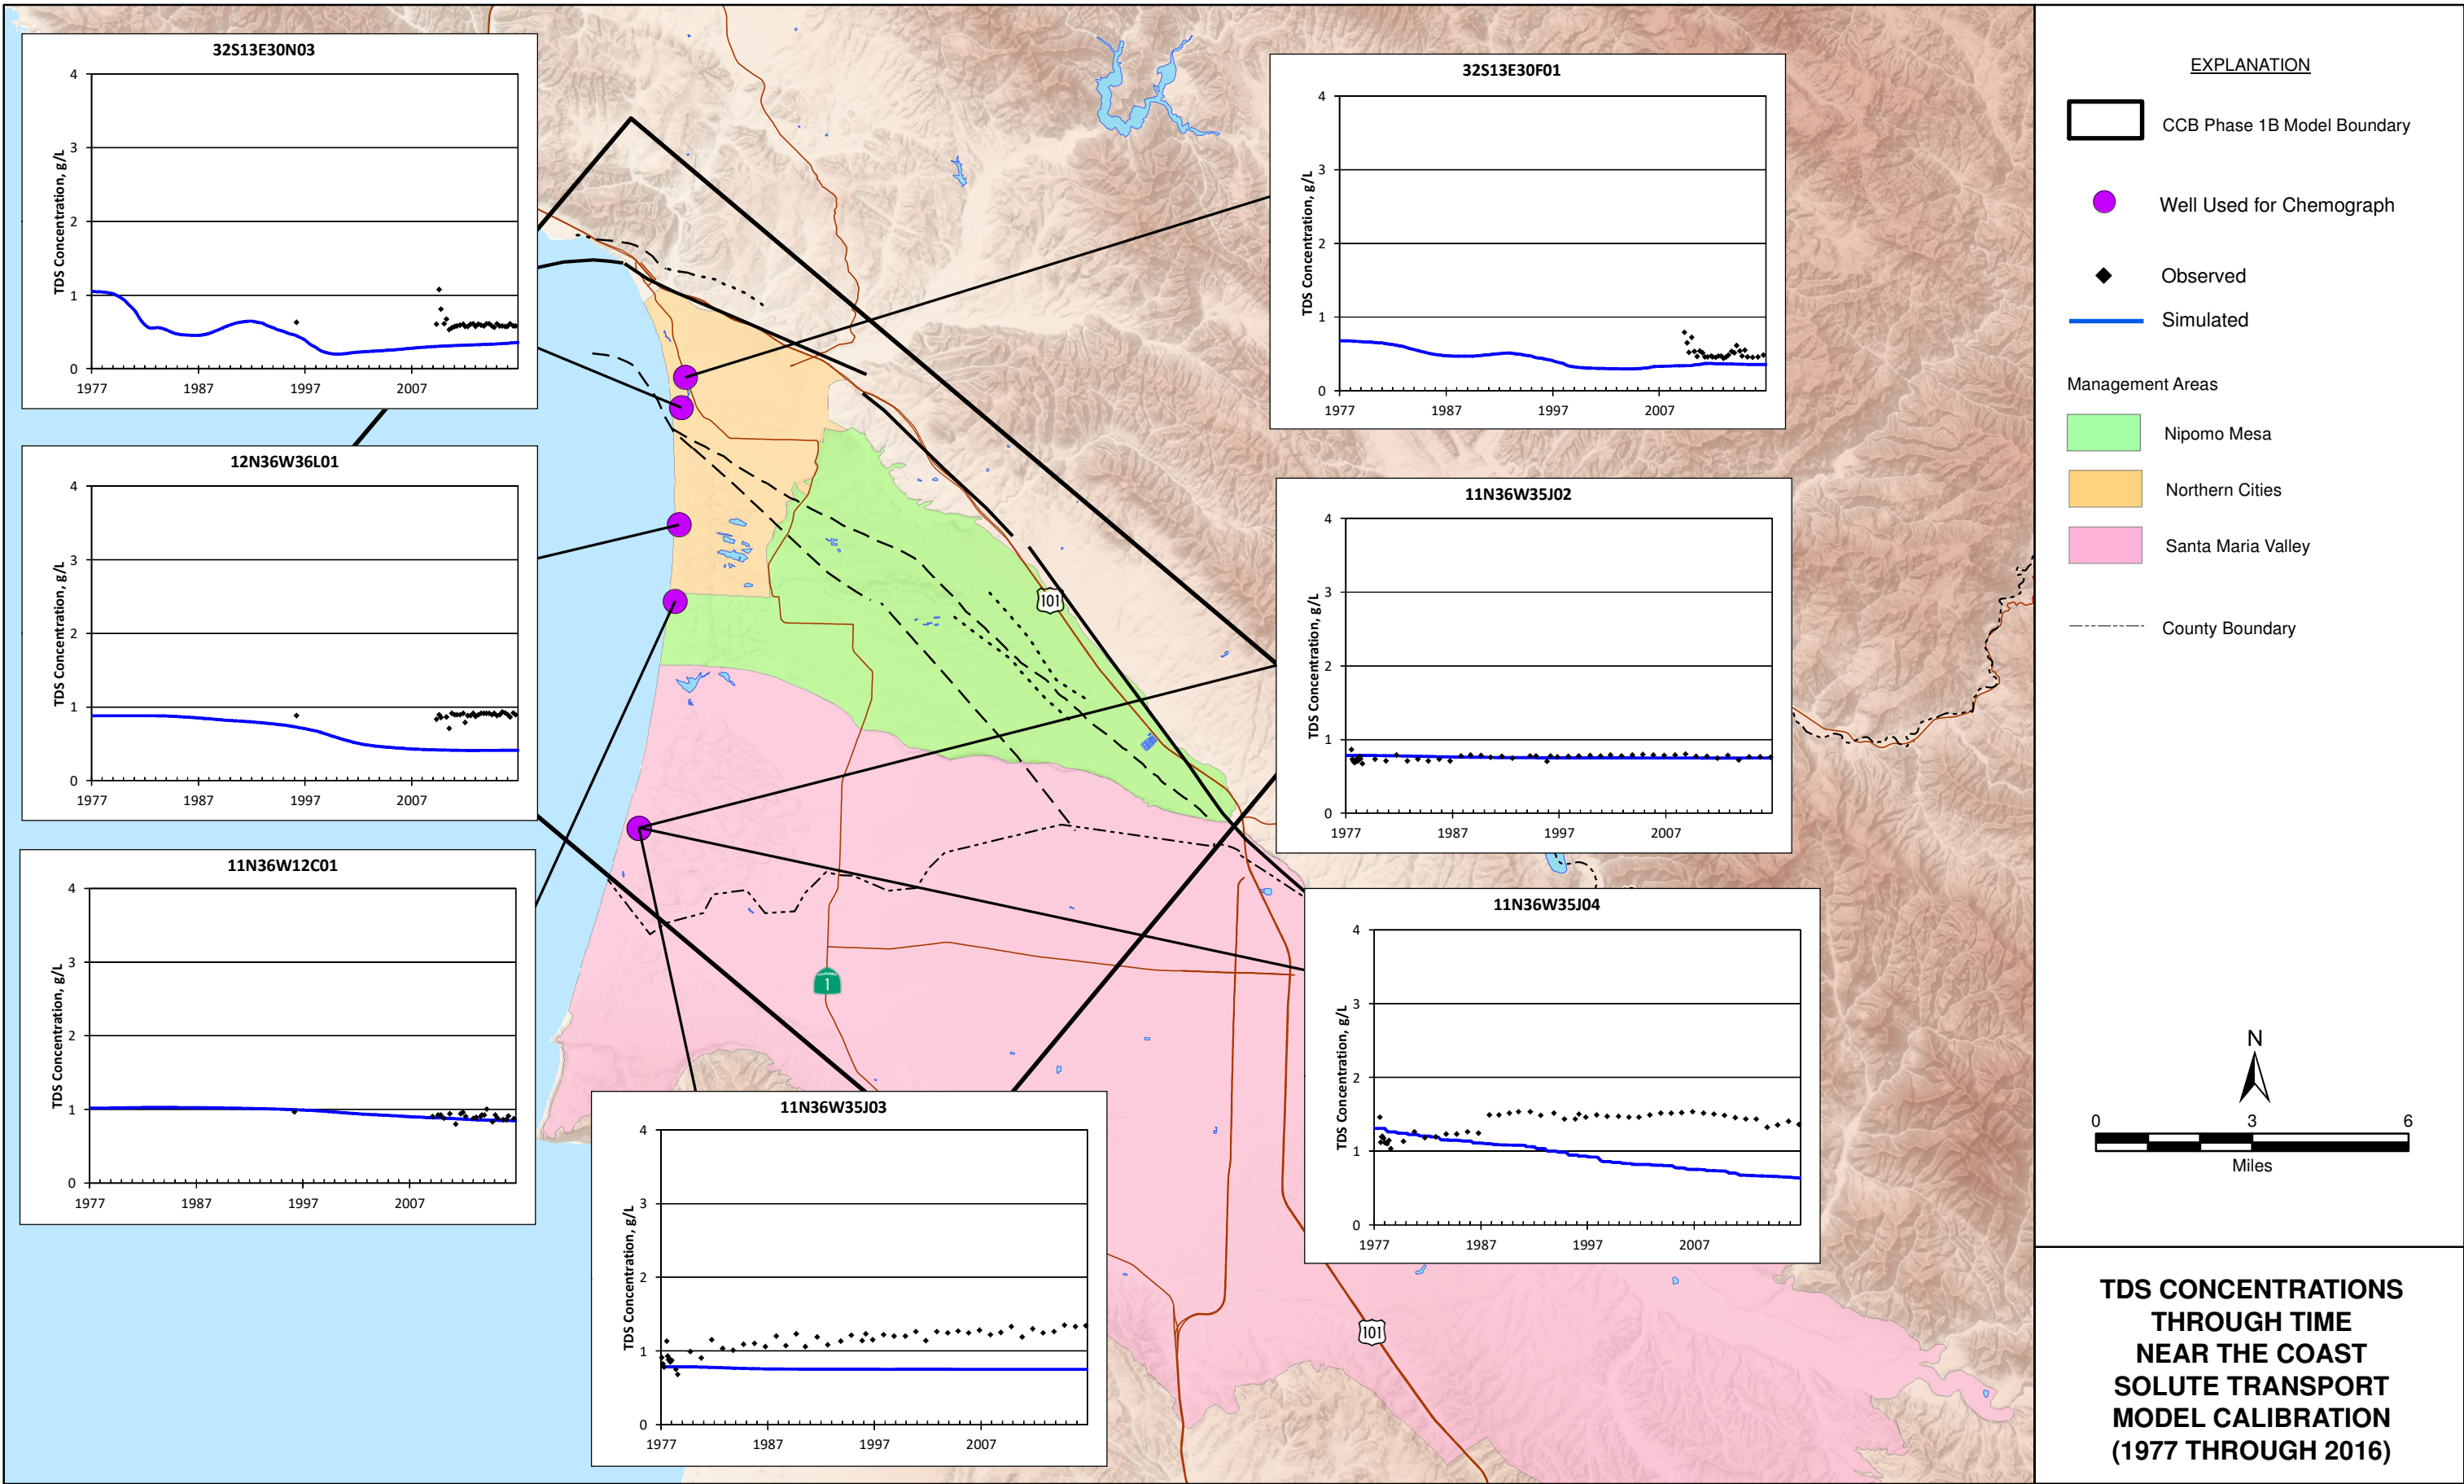 32S13E30N03
TDS Concentration, g/L
4
3
2
1
0
1977 1987 1997 2007
32S13E30F01
TDS Concentration, g/L
4
3
2
1
0
1977 1987 1997 2007
12N36W36L01
TDS Concentration, g/L
4
3
2
1
0
1977 1987 1997 2007
11N36W35J02
TDS Concentration, g/L
4
3
2
1
0
1977 1987 1997 2007
11N36W12C01
TDS Concentration, g/L
4
3
2
1
0
1977 1987 1997 2007
11N36W35J04
TDS Concentration, g/L
4
3
2
1
0
1977 1987 1997 2007
11N36W35J03
TDS Concentration, g/L
4
3
2
1
0
1977 1987 1997 2007
101
1
101
EXPLANATION
CCB Phase 1B Model Boundary
Well Used for Chemograph
Observed
Simulated
Management Areas
Nipomo Mesa
Northern Cities
Santa Maria Valley
County Boundary
N
0 3 6
Miles
TDS CONCENTRATIONS
THROUGH TIME
NEAR THE COAST
SOLUTE TRANSPORT
MODEL CALIBRATION
(1977 THROUGH 2016)